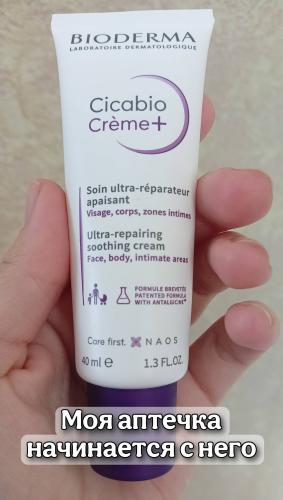 BIODERMA
LABORATOIRE DERMATOLOGIQUE
Cicabio
Crème+
Soin ultra-réparateur
apaisant
Visage, corps, zones intimes
Ultra-repairing
soothing cream
Face, body, intimate areas
FORMULE BREVETÉE
PATENTED FORMULA
WITH ANTALGICINE+
Care first. NAOS
40 ml e 1.3 FL.OZ.
Моя аптечка
начинается с него